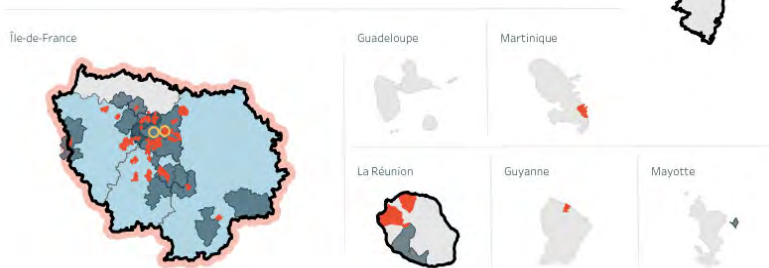 Île-de-France
Guadeloupe
Martinique
La Réunion
Guyanne
Mayotte